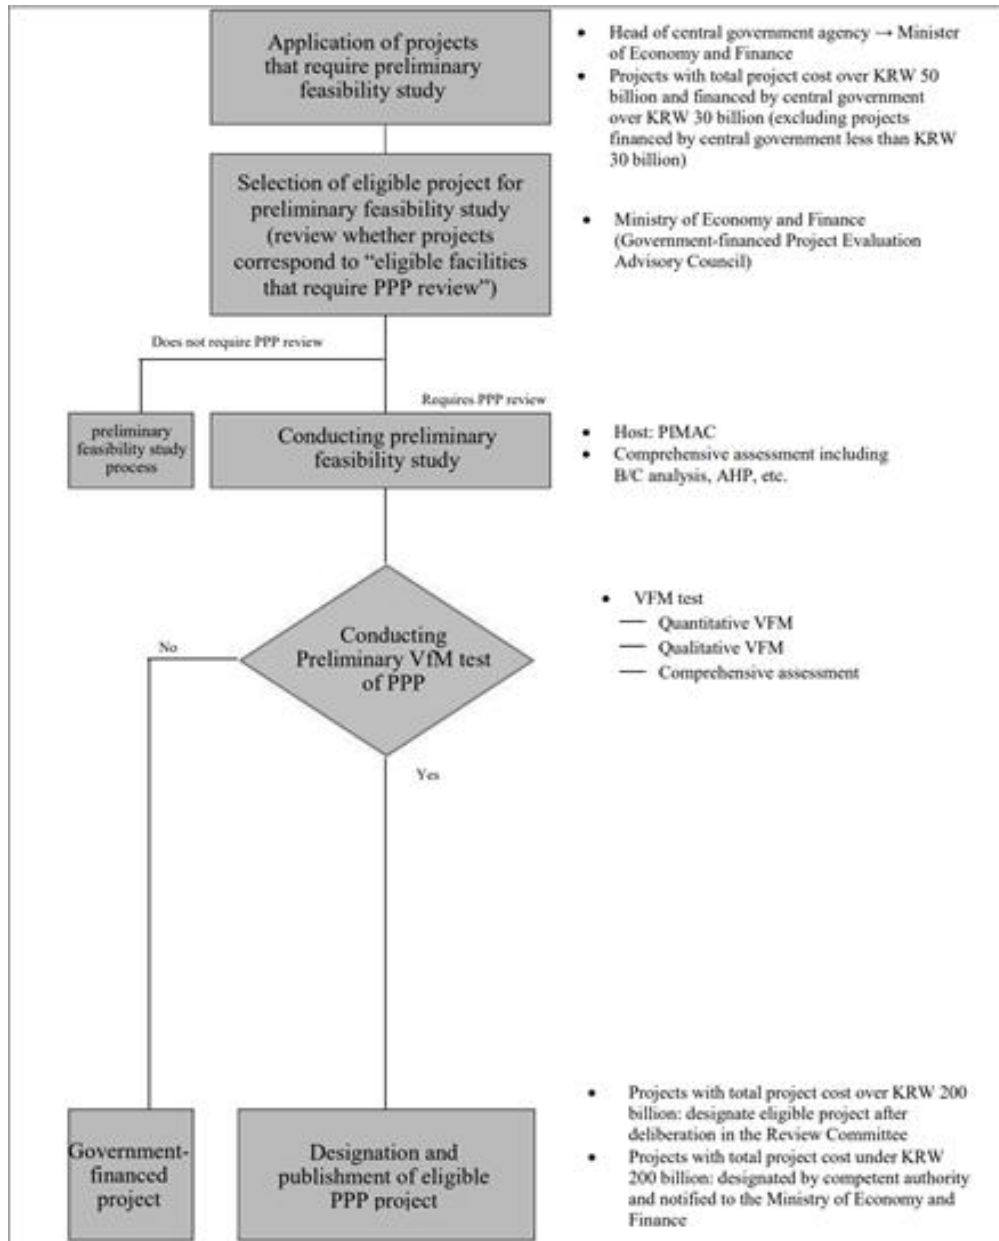 Application of projects
that require preliminary
feasibility study
• Head of central government agency → Minister
of Economy and Finance
• Projects with total project cost over KRW 50
billion and financed by central government
over KRW 30 billion (excluding projects
financed by central government less than KRW
30 billion)
Selection of eligible project for
preliminary feasibility study
(review whether projects
correspond to “eligible facilities
that require PPP review”)
• Ministry of Economy and Finance
(Government-financed Project Evaluation
Advisory Council)
Does not require PPP review
Requires PPP review
preliminary
feasibility study
process
Conducting preliminary
feasibility study
• Host: PIMAC
• Comprehensive assessment including
B/C analysis, AHP, etc.
Conducting
Preliminary VfM test
of PPP
• VFM test
— Quantitative VFM
— Qualitative VFM
— Comprehensive assessment
No
Yes
Government-
financed
project
Designation and
publishment of eligible
PPP project
• Projects with total project cost over KRW 200
billion: designate eligible project after
deliberation in the Review Committee
• Projects with total project cost under KRW
200 billion: designated by competent authority
and notified to the Ministry of Economy and
Finance